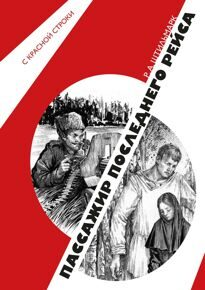 С КРАСНОЙ СТРОКИ
Р. А. ШТИЛЬМАРК
ПАССАЖИР ПОСЛЕДНЕГО РЕЙСА